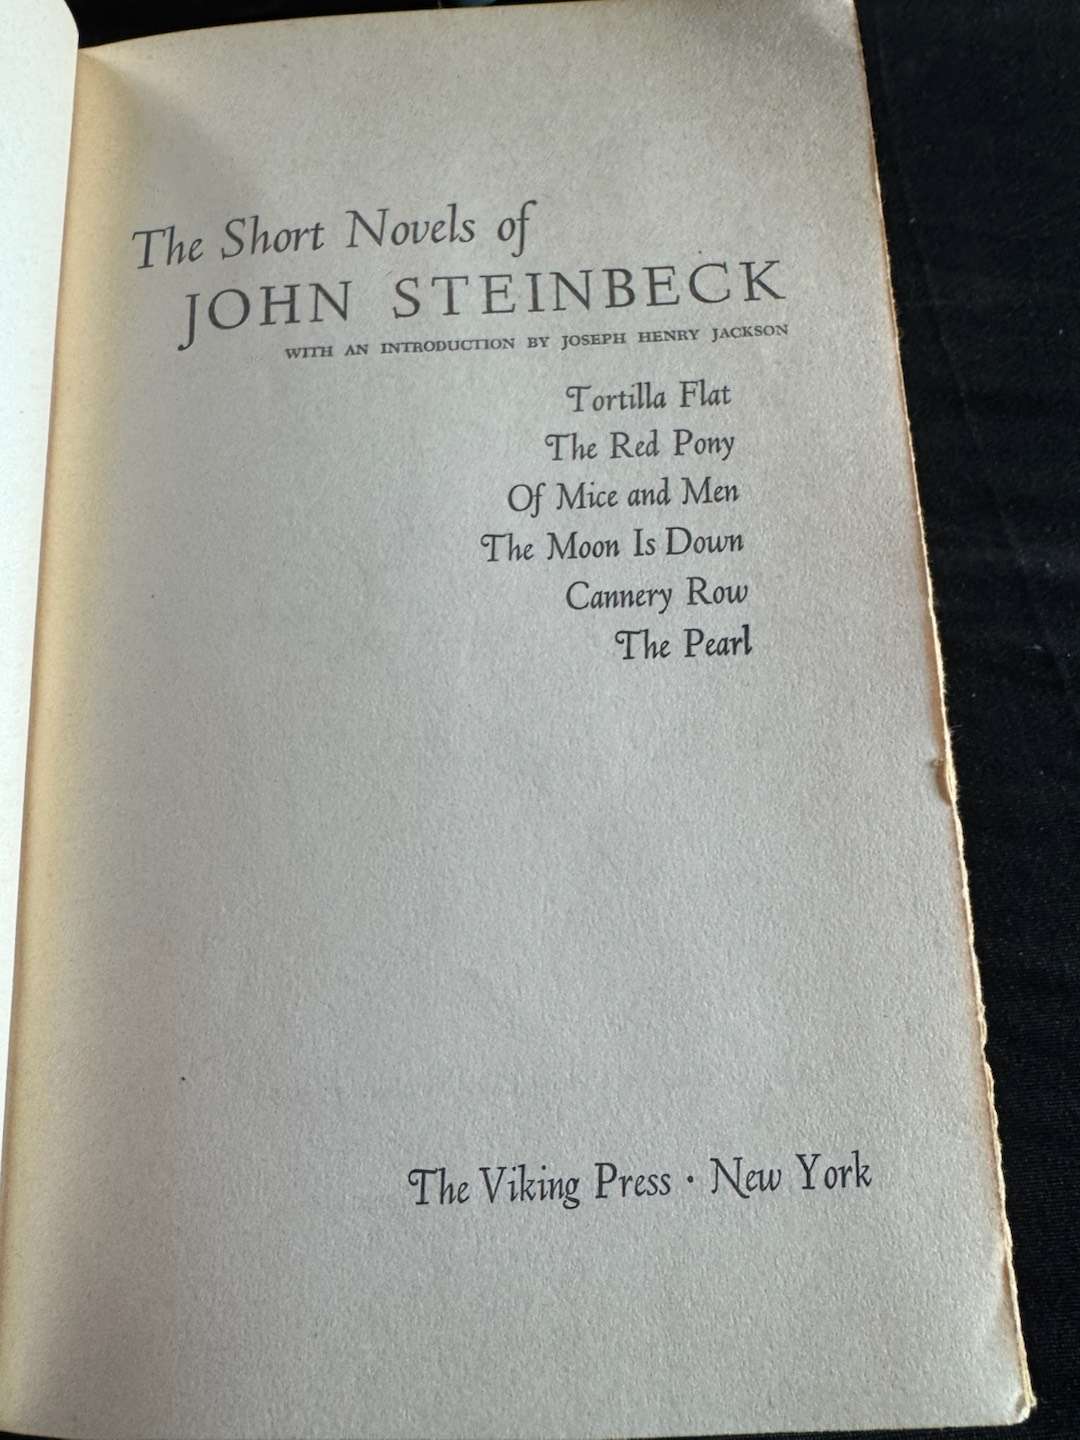 The Short Novels of
JOHN STEINBECK
WITH AN INTRODUCTION BY JOSEPH HENRY JACKSON
Tortilla Flat
The Red Pony
Of Mice and Men
The Moon Is Down
Cannery Row
The Pearl
The Viking Press · New York